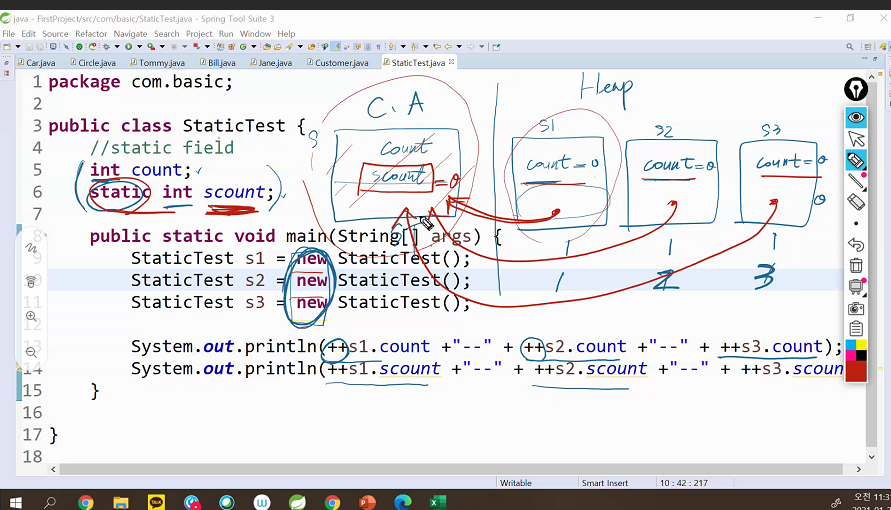 java - FirstProject/src/com/basic/StaticTest.java - Spring Tool Suite 3
File Edit Source Refactor Navigate Search Project Run Window Help
Car.java Circle.java Tommy.java Bill.java Jane.java Customer.java StaticTest.java
1 package com.basic;
2
3 public class StaticTest {
4 //static field
5 int count;
6 static int scount;
7
8 public static void main(String[] args) {
9 StaticTest s1 = new StaticTest();
10 StaticTest s2 = new StaticTest();
11 StaticTest s3 = new StaticTest();
12
13 System.out.println(++s1.count +"--" + ++s2.count +"--" + ++s3.count);
14 System.out.println(++s1.scount +"--" + ++s2.scount +"--" + ++s3.scoun
15 }
16
17 }
18
C.A
count
scount = 0
Heap
s1 s2 s3
count = 0 count = 0 count = 0
0
1 1 1
1 2 3
Writable Smart Insert 10 : 42 : 217
TALK
오전 11:3